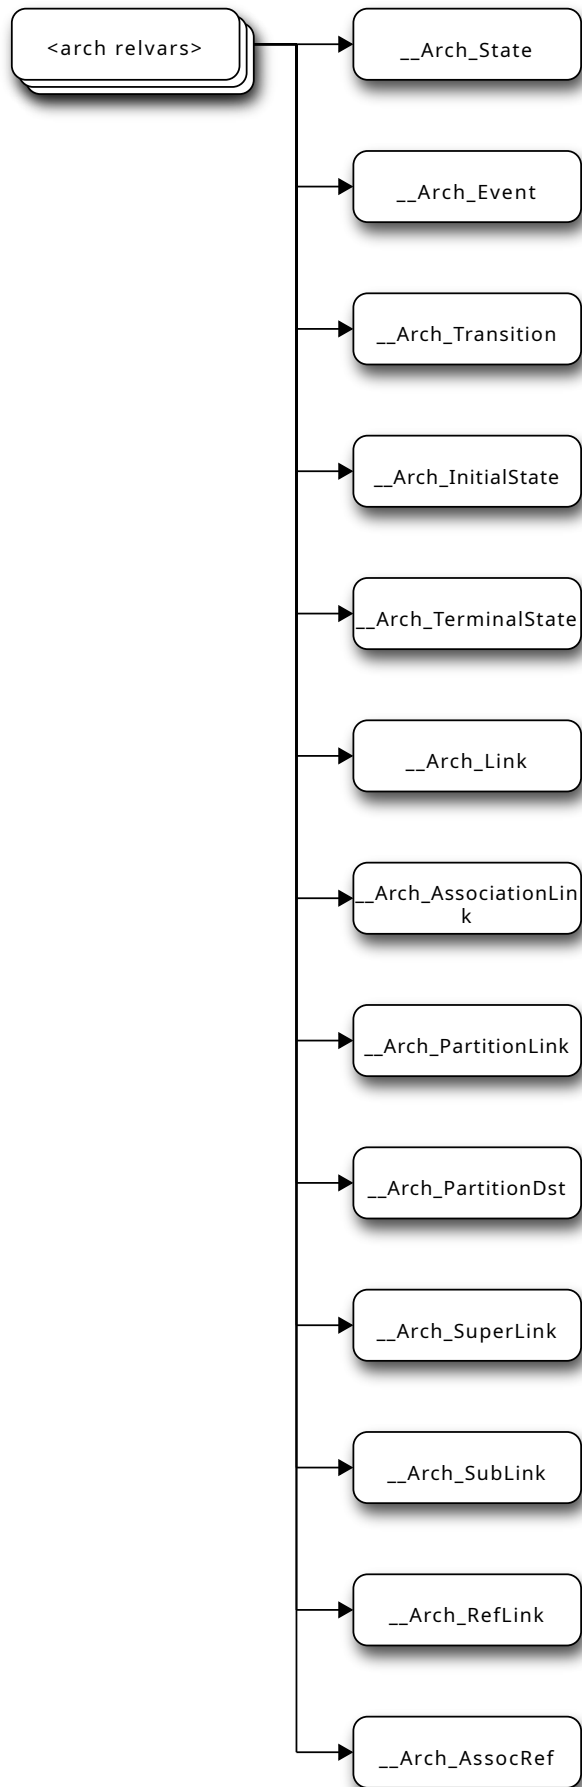 <arch relvars>
__Arch_State
__Arch_Event
__Arch_Transition
__Arch_InitialState
__Arch_TerminalState
__Arch_Link
__Arch_AssociationLin
k
__Arch_PartitionLink
__Arch_PartitionDst
__Arch_SuperLink
__Arch_SubLink
__Arch_RefLink
__Arch_AssocRef